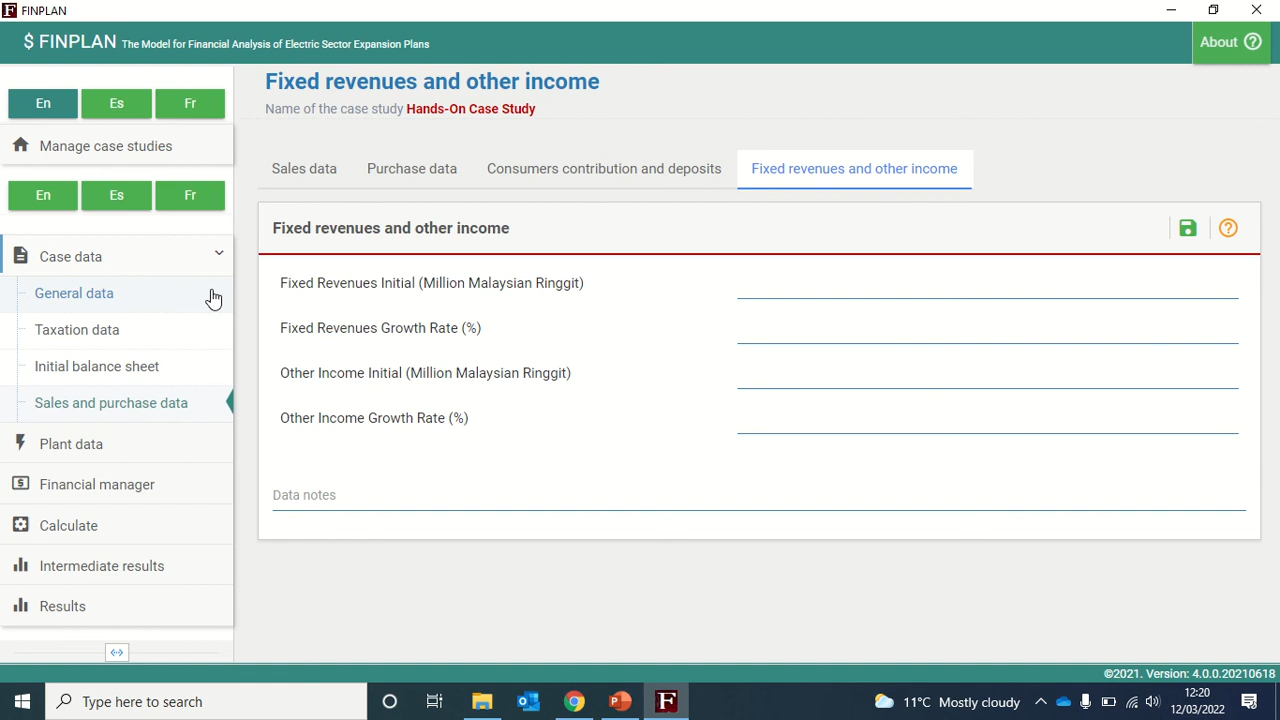 FINPLAN
$ FINPLAN The Model for Financial Analysis of Electric Sector Expansion Plans
About
Fixed revenues and other income
Name of the case study Hands-On Case Study
En Es Fr
Manage case studies
En Es Fr
Case data
General data
Taxation data
Initial balance sheet
Sales and purchase data
Plant data
Financial manager
Calculate
Intermediate results
Results
Sales data Purchase data Consumers contribution and deposits Fixed revenues and other income
Fixed revenues and other income
Fixed Revenues Initial (Million Malaysian Ringgit)
Fixed Revenues Growth Rate (%)
Other Income Initial (Million Malaysian Ringgit)
Other Income Growth Rate (%)
Data notes
©2021. Version: 4.0.0.20210618
Type here to search
11°C Mostly cloudy
12:20
12/03/2022